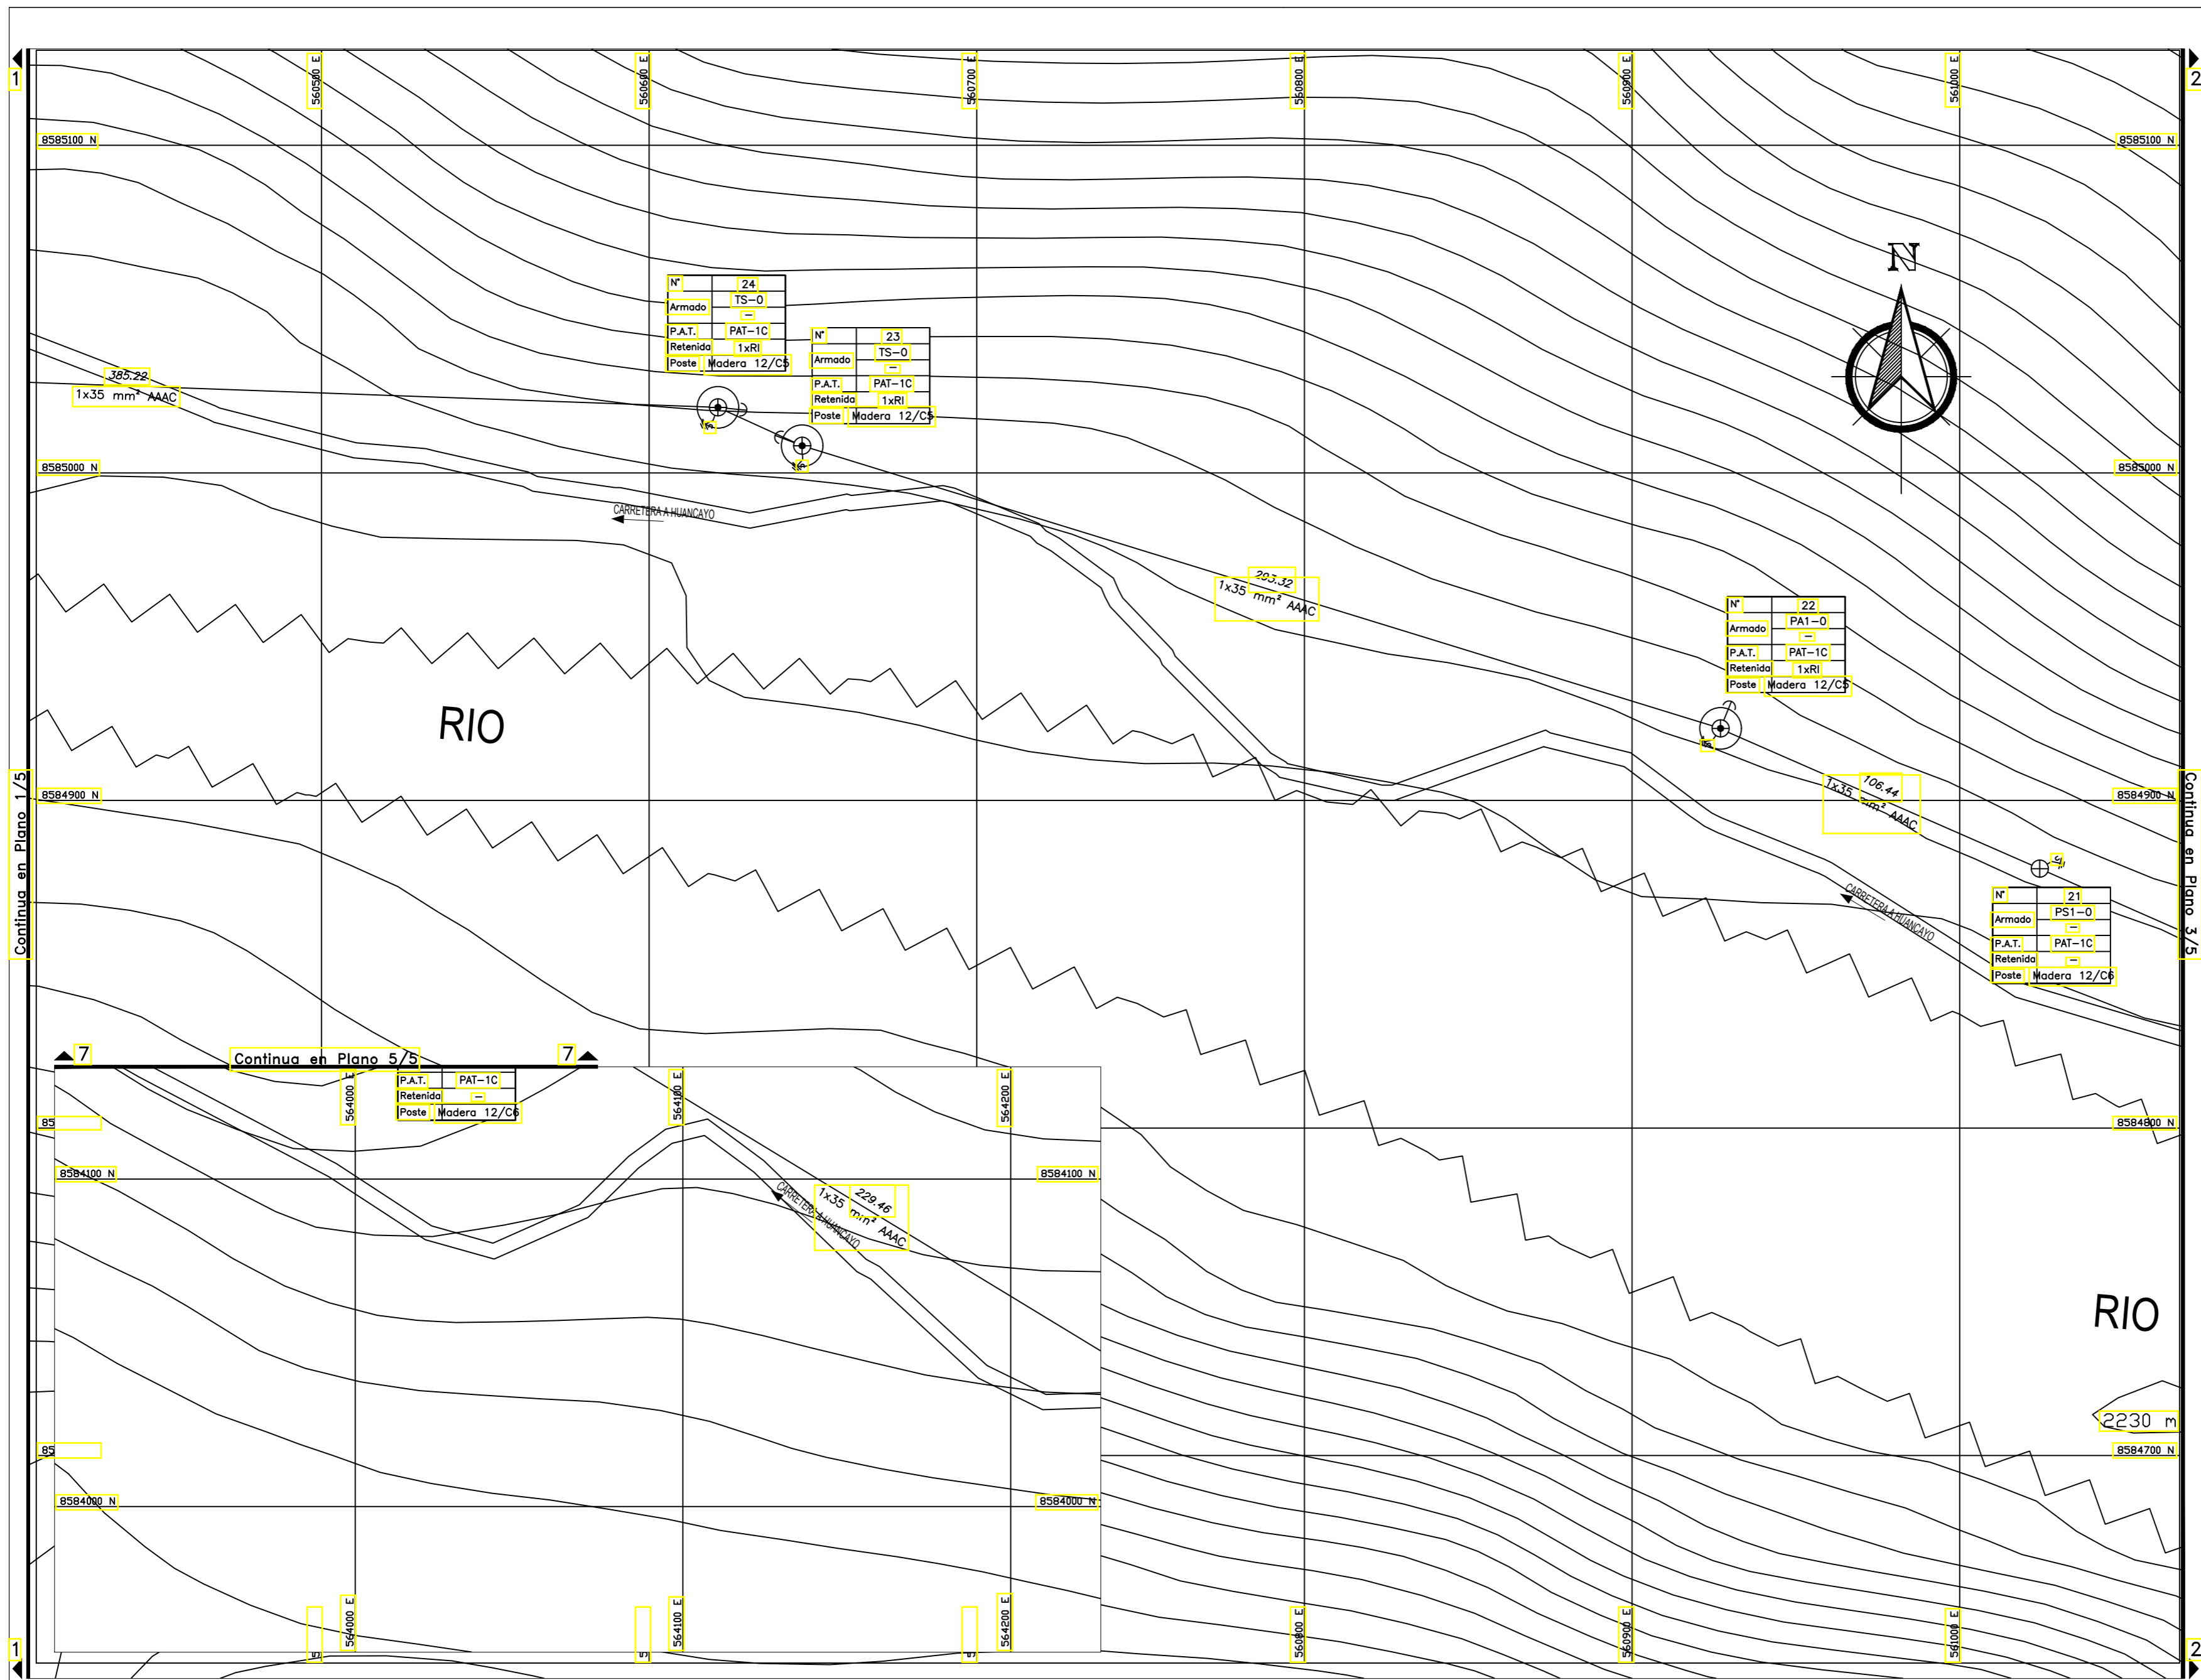 1
560500 E
560600 E
560700 E
560800 E
560900 E
561000 E
2
8585100 N
8585100 N
N
N° 24
Armado TS-0
-
P.A.T. PAT-1C
Retenida 1xRI
Poste Madera 12/C5
N° 23
Armado TS-0
-
P.A.T. PAT-1C
Retenida 1xRI
Poste Madera 12/C5
385.22
1x35 mm² AAAC
8585000 N
8585000 N
CARRETERA A HUANCAYO
293.32
1x35 mm² AAAC
N° 22
Armado PA1-0
-
P.A.T. PAT-1C
Retenida 1xRI
Poste Madera 12/C5
RIO
Continua en Plano 1/5
8584900 N
106.44
1x35 mm² AAAC
8584900 N
Continua en Plano 3/5
CARRETERA A HUANCAYO
N° 21
Armado PS1-0
-
P.A.T. PAT-1C
Retenida -
Poste Madera 12/C6
7
Continua en Plano 5/5
7
564000 E
P.A.T. PAT-1C
Retenida -
Poste Madera 12/C6
564100 E
564200 E
85
8584800 N
8584100 N
8584100 N
229.46
1x35 mm² AAAC
CARRETERA A HUANCAYO
RIO
2230 m
85
8584700 N
8584000 N
8584000 N
564000 E
564100 E
564200 E
560800 E
560900 E
561000 E
1
2